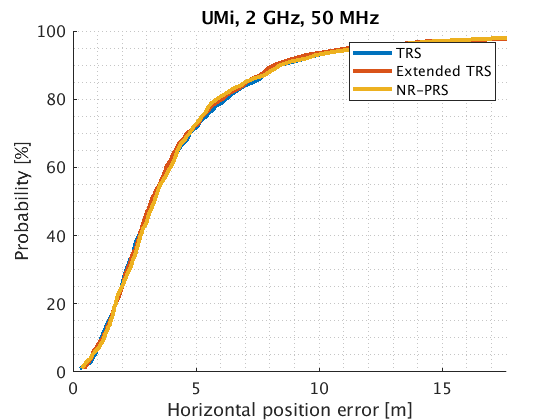 UMi, 2 GHz, 50 MHz
100
TRS
Extended TRS
NR-PRS
80
60
40
20
0
Probability [%]
0 5 10 15
Horizontal position error [m]